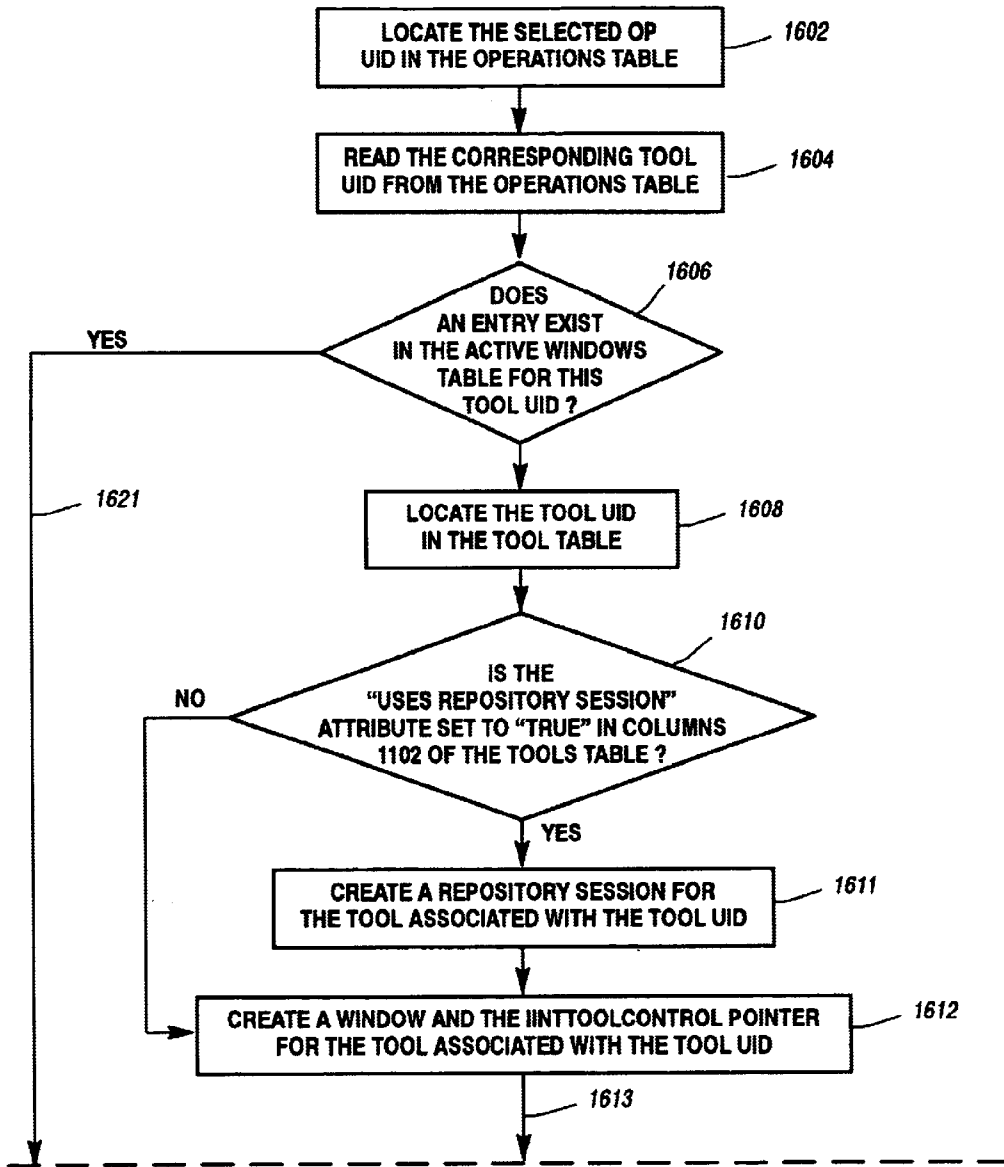 LOCATE THE SELECTED OP
UID IN THE OPERATIONS TABLE
1602
READ THE CORRESPONDING TOOL
UID FROM THE OPERATIONS TABLE
1604
DOES
AN ENTRY EXIST
IN THE ACTIVE WINDOWS
TABLE FOR THIS
TOOL UID ?
1606
YES
1621
LOCATE THE TOOL UID
IN THE TOOL TABLE
1608
IS THE
“USES REPOSITORY SESSION”
ATTRIBUTE SET TO “TRUE” IN COLUMNS
1102 OF THE TOOLS TABLE ?
1610
NO
YES
CREATE A REPOSITORY SESSION FOR
THE TOOL ASSOCIATED WITH THE TOOL UID
1611
CREATE A WINDOW AND THE IINTTOOLCONTROL POINTER
FOR THE TOOL ASSOCIATED WITH THE TOOL UID
1612
1613